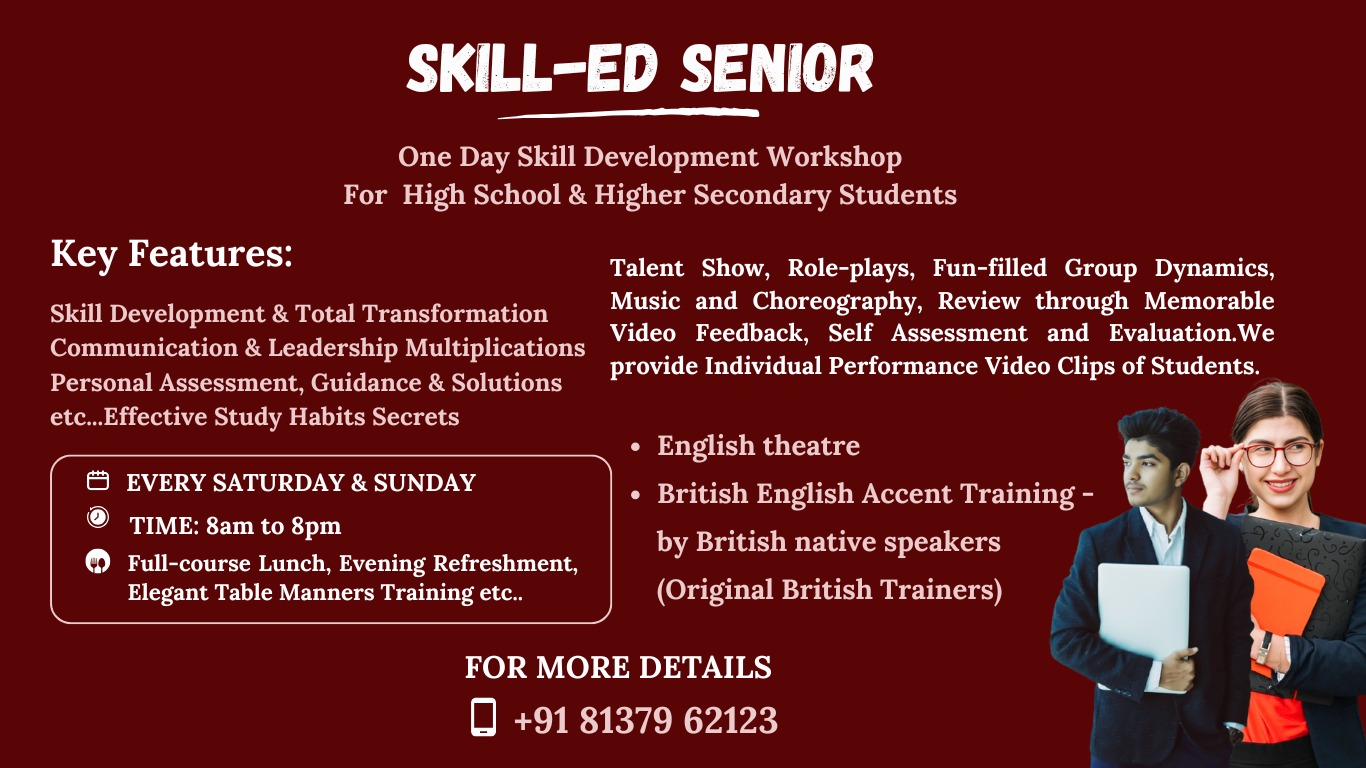 SKILL-ED SENIOR
One Day Skill Development Workshop
For High School & Higher Secondary Students
Key Features:
Skill Development & Total Transformation
Communication & Leadership Multiplications
Personal Assessment, Guidance & Solutions
etc...Effective Study Habits Secrets
EVERY SATURDAY & SUNDAY
TIME: 8am to 8pm
Full-course Lunch, Evening Refreshment,
Elegant Table Manners Training etc..
Talent Show, Role-plays, Fun-filled Group Dynamics,
Music and Choreography, Review through Memorable
Video Feedback, Self Assessment and Evaluation.We
provide Individual Performance Video Clips of Students.
• English theatre
• British English Accent Training -
by British native speakers
(Original British Trainers)
FOR MORE DETAILS
+91 81379 62123